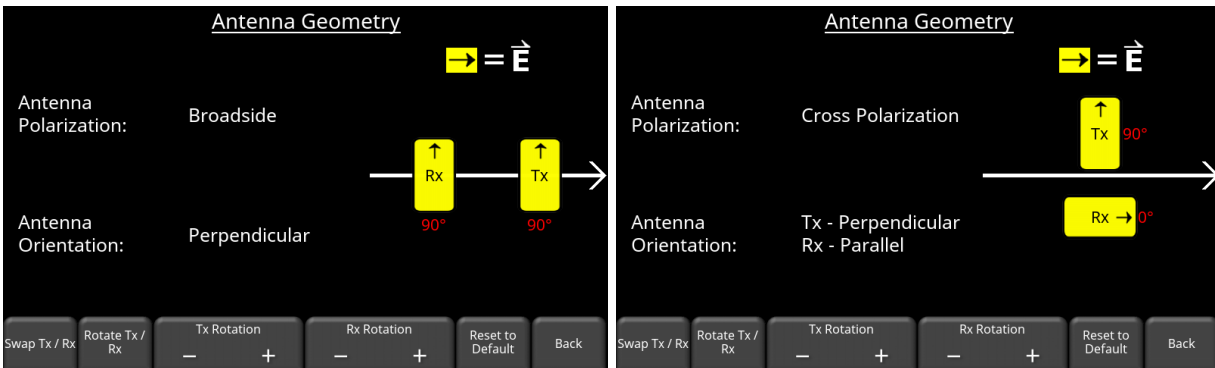 Antenna Geometry
→ = E⃗
Antenna
Polarization:
Broadside
Rx
Tx
90°
90°
Antenna
Orientation:
Perpendicular
Swap Tx / Rx
Rotate Tx /
Rx
Tx Rotation
− +
Rx Rotation
− +
Reset to
Default
Back
Antenna Geometry
→ = E⃗
Antenna
Polarization:
Cross Polarization
Tx
90°
Rx
0°
Antenna
Orientation:
Tx - Perpendicular
Rx - Parallel
Swap Tx / Rx
Rotate Tx /
Rx
Tx Rotation
− +
Rx Rotation
− +
Reset to
Default
Back